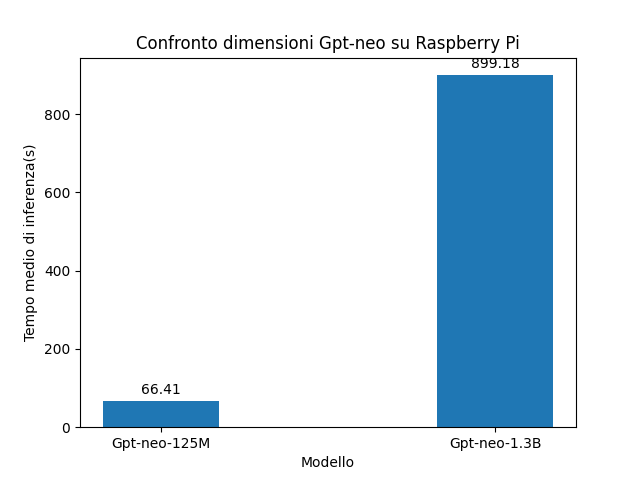 Confronto dimensioni Gpt-neo su Raspberry Pi
899.18
800
600
400
200
0
Tempo medio di inferenza(s)
66.41
Gpt-neo-125M
Gpt-neo-1.3B
Modello